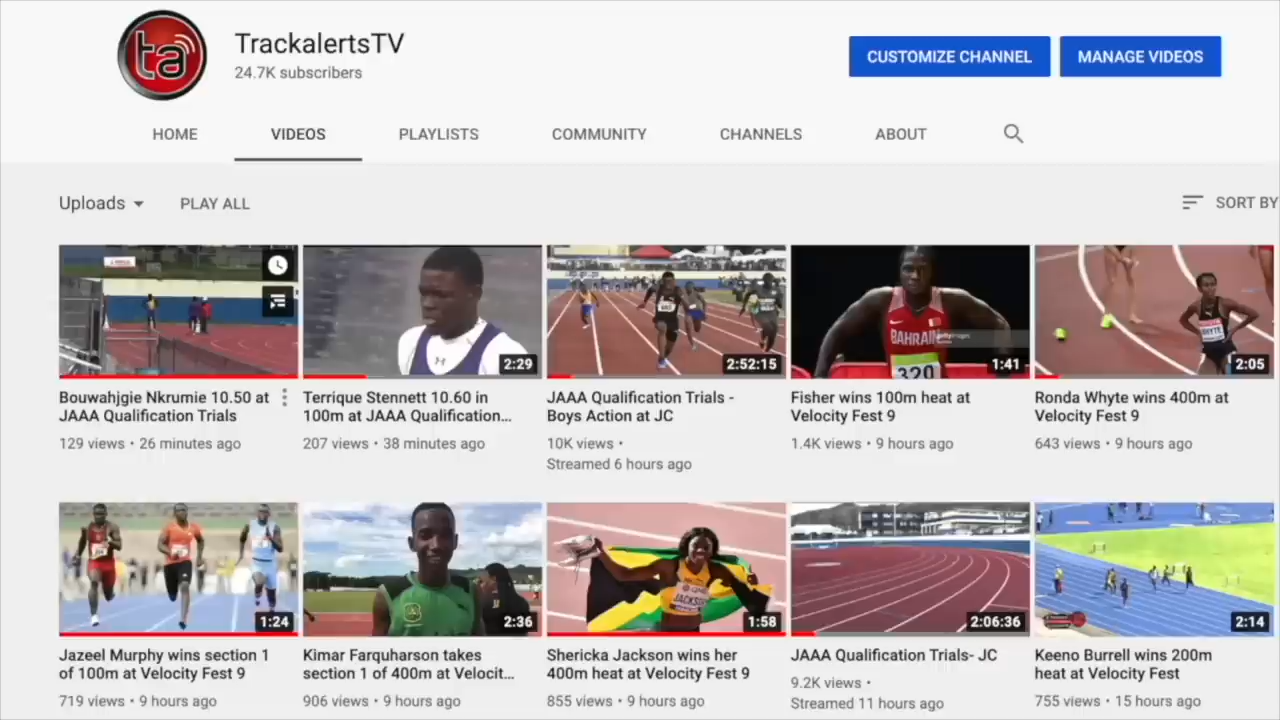 ta
TrackalertsTV
24.7K subscribers
CUSTOMIZE CHANNEL
MANAGE VIDEOS
HOME
VIDEOS
PLAYLISTS
COMMUNITY
CHANNELS
ABOUT
Uploads
PLAY ALL
SORT BY
2:29
2:52:15
BAHRAIN
gettyimages
320
1:41
WHYTE
2:05
Bouwahjgie Nkrumie 10.50 at
JAAA Qualification Trials
129 views • 26 minutes ago
Terrique Stennett 10.60 in
100m at JAAA Qualification...
207 views • 38 minutes ago
JAAA Qualification Trials -
Boys Action at JC
10K views •
Streamed 6 hours ago
Fisher wins 100m heat at
Velocity Fest 9
1.4K views • 9 hours ago
Ronda Whyte wins 400m at
Velocity Fest 9
643 views • 9 hours ago
1:24
2:36
JACKSON
1:58
2:06:36
2:14
Jazeel Murphy wins section 1
of 100m at Velocity Fest 9
719 views • 9 hours ago
Kimar Farquharson takes
section 1 of 400m at Velocit...
906 views • 9 hours ago
Shericka Jackson wins her
400m heat at Velocity Fest 9
855 views • 9 hours ago
JAAA Qualification Trials- JC
9.2K views •
Streamed 11 hours ago
Keeno Burrell wins 200m
heat at Velocity Fest
755 views • 15 hours ago